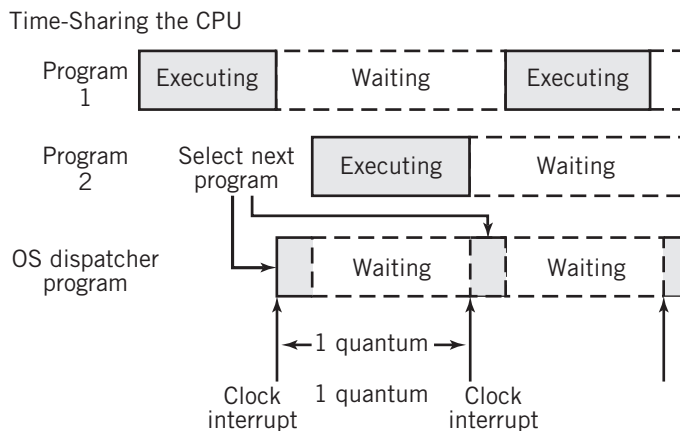 Time-Sharing the CPU
Program
1
Executing
Waiting
Executing
Program
2
Select next
program
Executing
Waiting
OS dispatcher
program
Waiting
Waiting
1 quantum
Clock
interrupt
1 quantum
Clock
interrupt